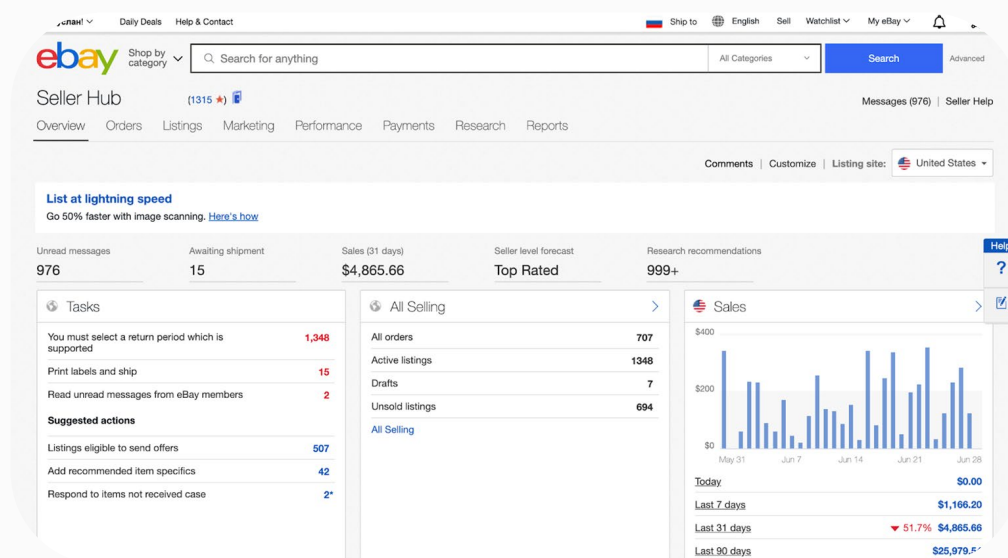 Daily Deals Help & Contact Ship to English Sell Watchlist My eBay
ebay Shop by category Search for anything All Categories Search Advanced
Seller Hub (1315 ★) Messages (976) | Seller Help
Overview Orders Listings Marketing Performance Payments Research Reports
Comments | Customize | Listing site: United States
List at lightning speed
Go 50% faster with image scanning. Here's how
Unread messages Awaiting shipment Sales (31 days) Seller level forecast Research recommendations
976 15 $4,865.66 Top Rated 999+
Help
?
Tasks
You must select a return period which is
supported 1,348
Print labels and ship 15
Read unread messages from eBay members 2
Suggested actions
Listings eligible to send offers 507
Add recommended item specifics 42
Respond to items not received case 2*
All Selling
All orders 707
Active listings 1348
Drafts 7
Unsold listings 694
All Selling
Sales
$400
$200
$0
May 31 Jun 7 Jun 14 Jun 21 Jun 28
Today $0.00
Last 7 days $1,166.20
Last 31 days ▼ 51.7% $4,865.66
Last 90 days